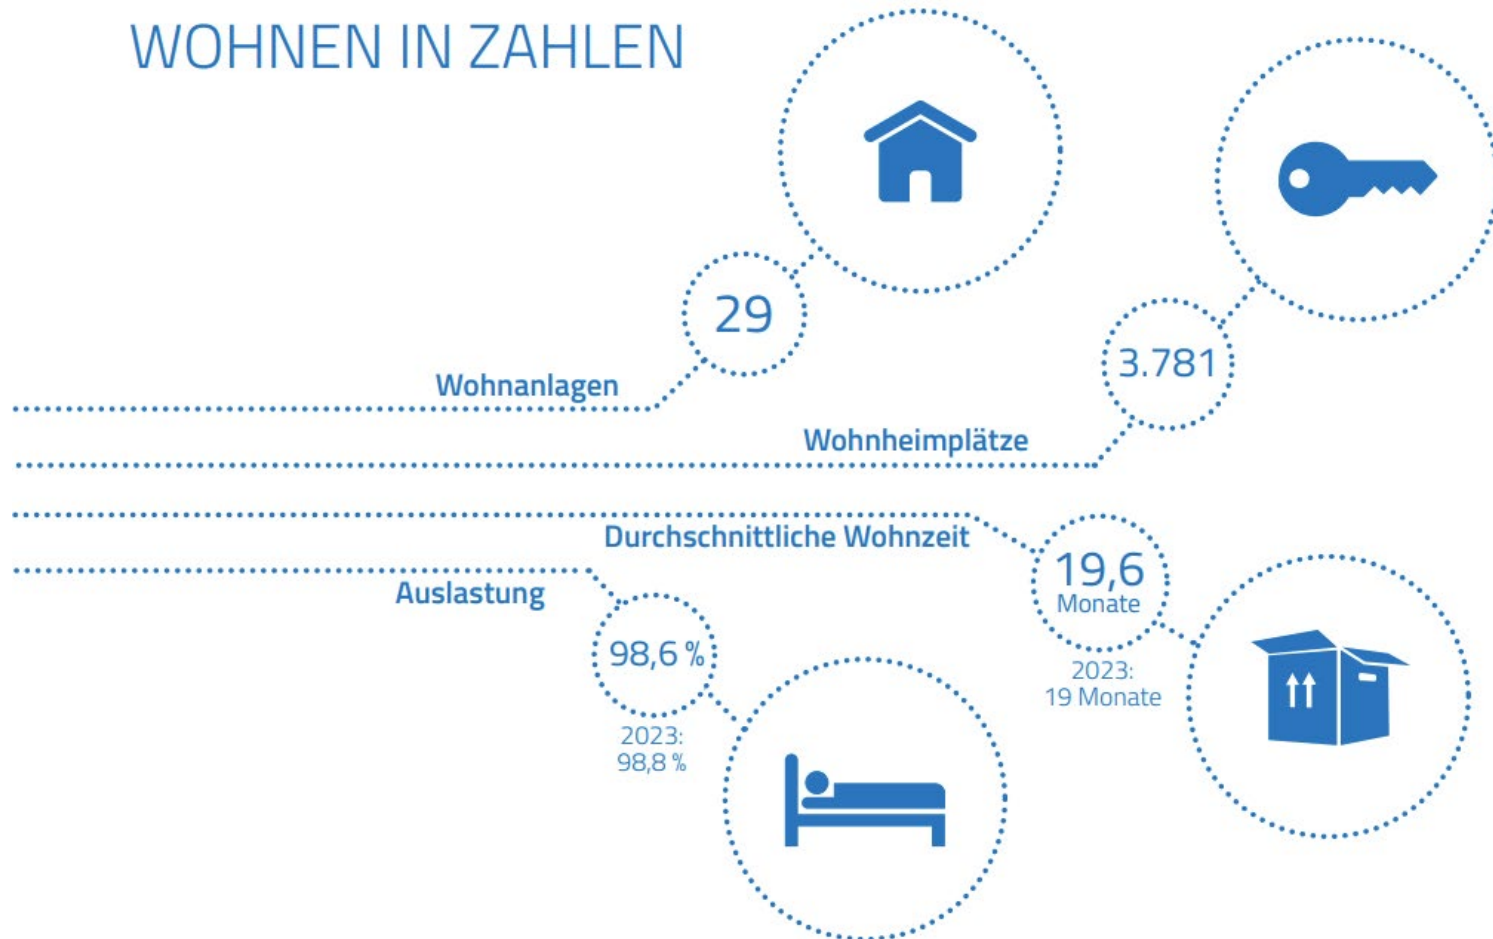 WOHNEN IN ZAHLEN
29
Wohnanlagen
3.781
Wohnheimplätze
Durchschnittliche Wohnzeit
19,6
Monate
2023:
19 Monate
Auslastung
98,6 %
2023:
98,8 %